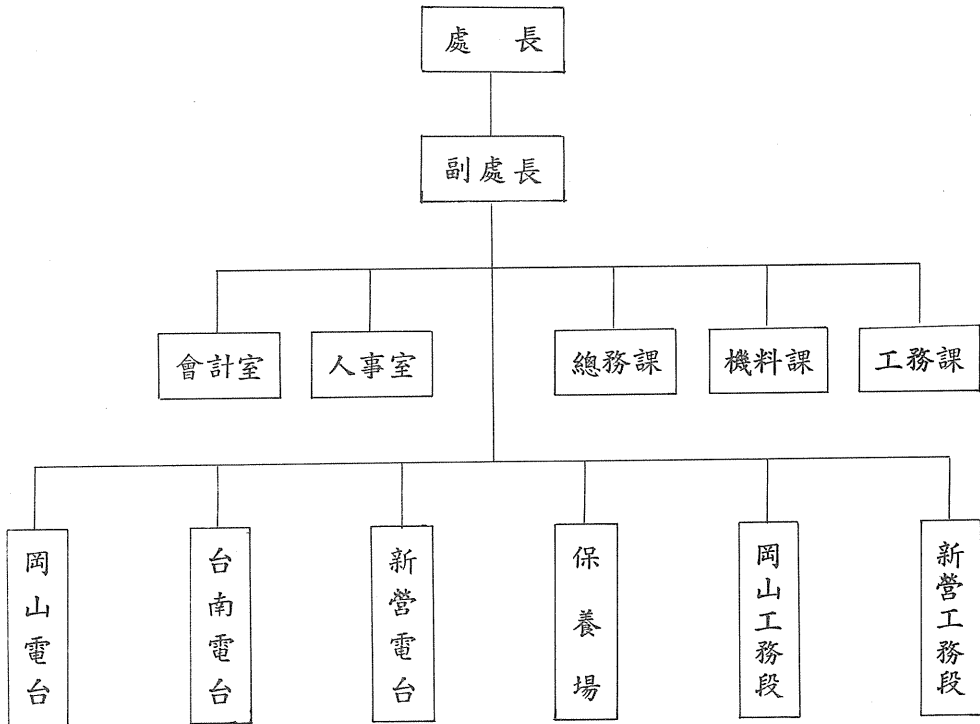 處長
副處長
會計室
人事室
總務課
機料課
工務課
岡山電台
台南電台
新營電台
保養場
岡山工務段
新營工務段